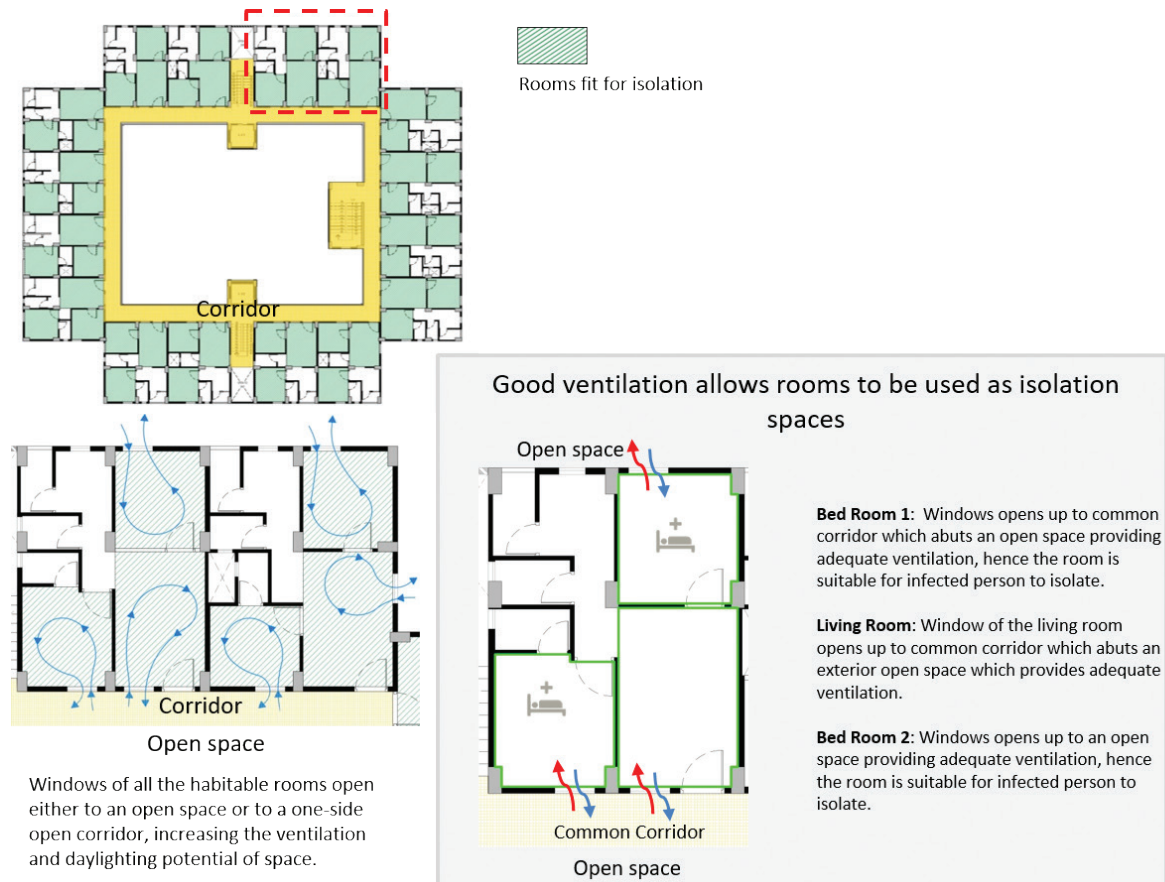 Rooms fit for isolation
Corridor
Good ventilation allows rooms to be used as isolation
spaces
Open space
Bed Room 1: Windows opens up to common
corridor which abuts an open space providing
adequate ventilation, hence the room is
suitable for infected person to isolate.
Living Room: Window of the living room
opens up to common corridor which abuts an
exterior open space which provides adequate
ventilation.
Bed Room 2: Windows opens up to an open
space providing adequate ventilation, hence
the room is suitable for infected person to
isolate.
Common Corridor
Open space
Corridor
Open space
Windows of all the habitable rooms open
either to an open space or to a one-side
open corridor, increasing the ventilation
and daylighting potential of space.